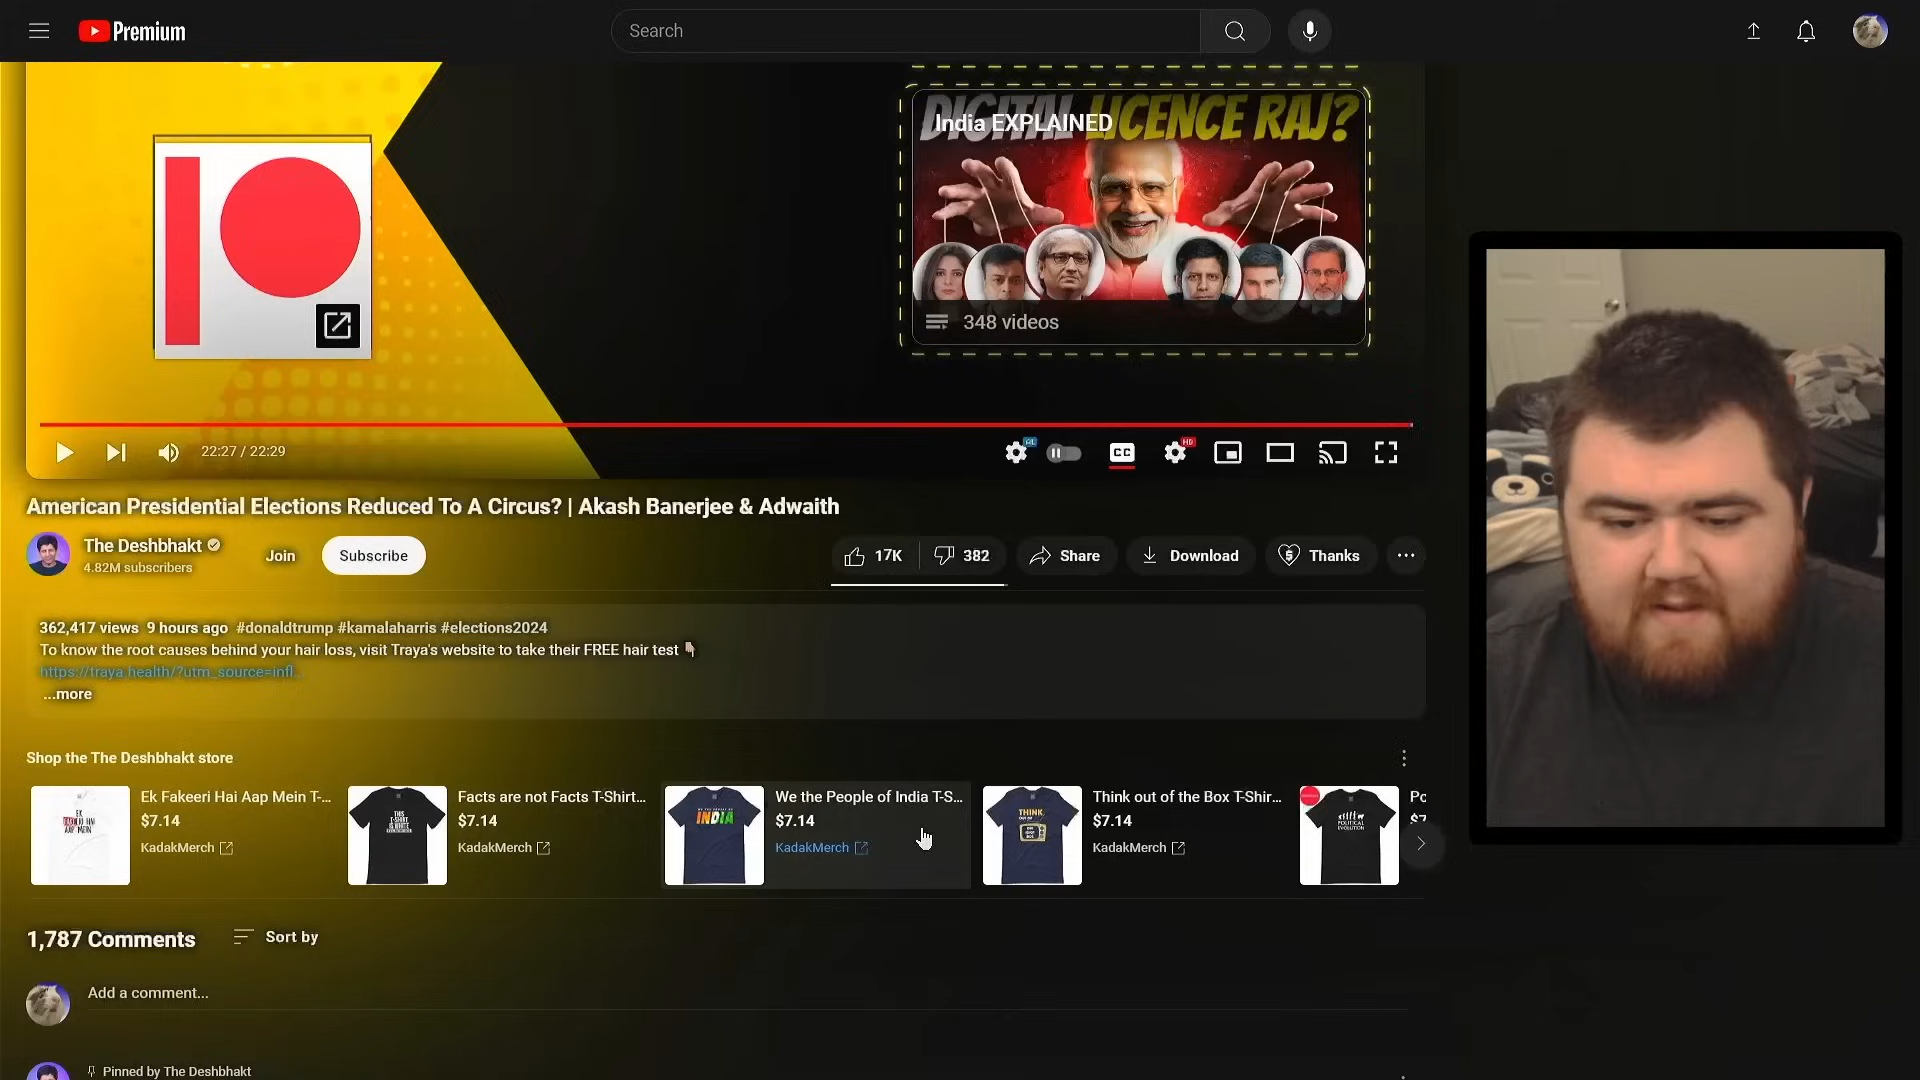 Premium
Search
DIGITAL LICENCE RAJ?
India EXPLAINED
348 videos
22:27 / 22:29
CC
HD
American Presidential Elections Reduced To A Circus? | Akash Banerjee & Adwaith
The Deshbhakt
4.82M subscribers
Join
Subscribe
17K
382
Share
Download
Thanks
362,417 views 9 hours ago #donaldtrump #kamalaharris #elections2024
To know the root causes behind your hair loss, visit Traya's website to take their FREE hair test
https://traya.health/?utm_source=infl...
...more
Shop the The Deshbhakt store
Ek Fakeeri Hai Aap Mein T-...
$7.14
KadakMerch
Facts are not Facts T-Shirt...
$7.14
KadakMerch
INDIA
We the People of India T-S...
$7.14
KadakMerch
THINK
Think out of the Box T-Shir...
$7.14
KadakMerch
POLITICAL
EVOLUTION
Po
$7
1,787 Comments
Sort by
Add a comment...
Pinned by The Deshbhakt